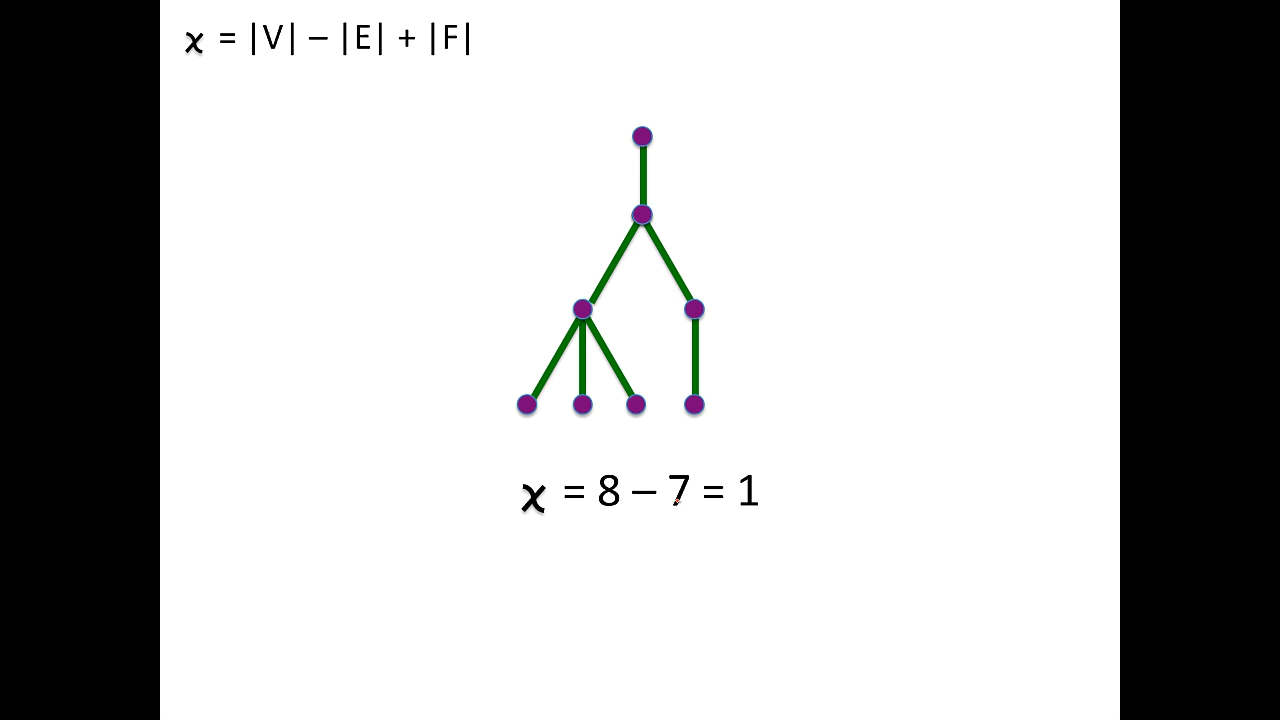 χ = |V| – |E| + |F|
χ = 8 – 7 = 1